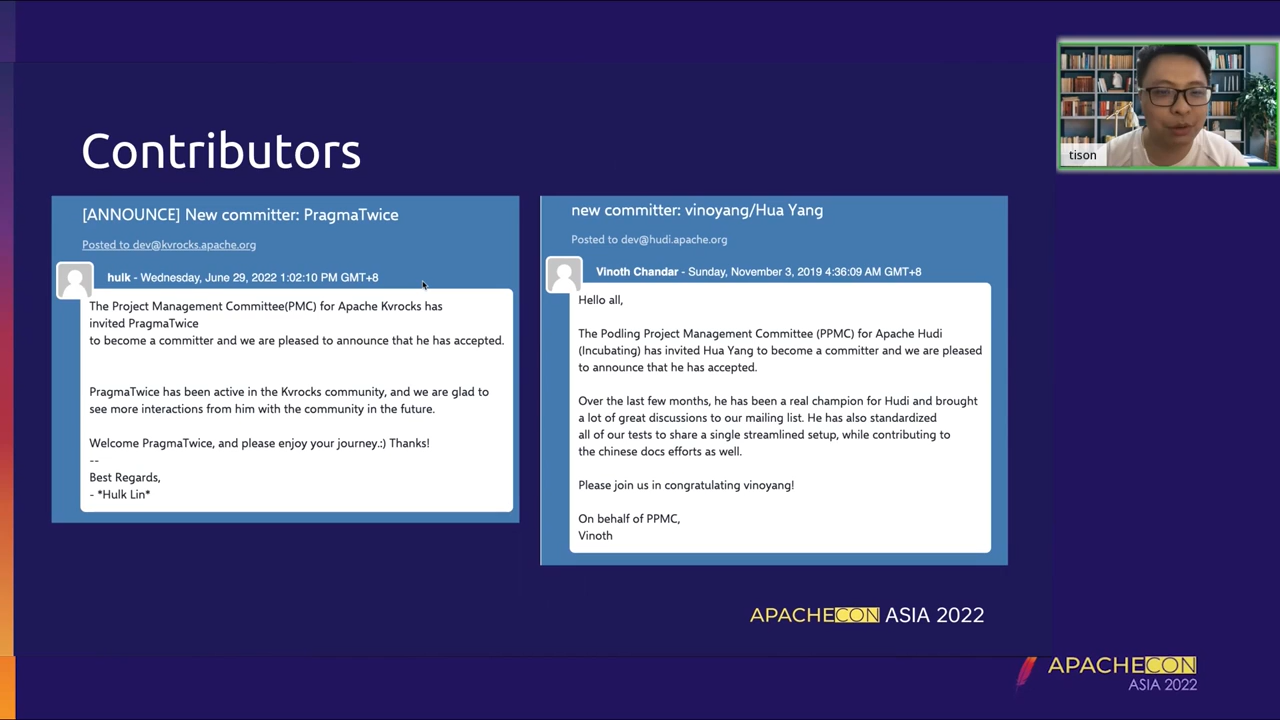 Contributors
[ANNOUNCE] New committer: PragmaTwice
Posted to dev@kvrocks.apache.org
hulk - Wednesday, June 29, 2022 1:02:10 PM GMT+8
The Project Management Committee(PMC) for Apache Kvrocks has
invited PragmaTwice
to become a committer and we are pleased to announce that he has accepted.
PragmaTwice has been active in the Kvrocks community, and we are glad to
see more interactions from him with the community in the future.
Welcome PragmaTwice, and please enjoy your journey.:) Thanks!
--
Best Regards,
- *Hulk Lin*
new committer: vinoyang/Hua Yang
Posted to dev@hudi.apache.org
Vinoth Chandar - Sunday, November 3, 2019 4:36:09 AM GMT+8
Hello all,
The Podling Project Management Committee (PPMC) for Apache Hudi
(Incubating) has invited Hua Yang to become a committer and we are pleased
to announce that he has accepted.
Over the last few months, he has been a real champion for Hudi and brought
a lot of great discussions to our mailing list. He has also standardized
all of our tests to share a single streamlined setup, while contributing to
the chinese docs efforts as well.
Please join us in congratulating vinoyang!
On behalf of PPMC,
Vinoth
tison
APACHECON ASIA 2022
APACHECON
ASIA 2022